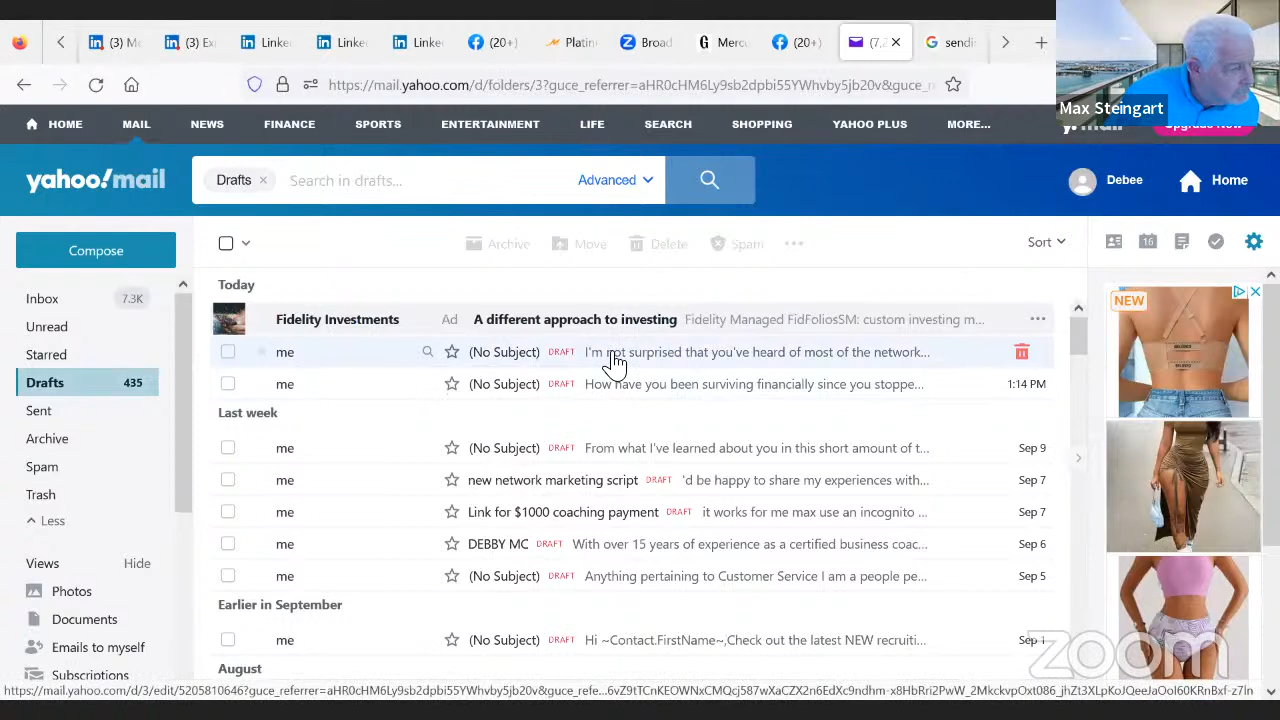 (3) M
(3) Ex
Linke
Linke
Linke
(20+)
Platin
Broad
Mercu
(20+)
(7.2
sendi
https://mail.yahoo.com/d/folders/3?guce_referrer=aHR0cHM6Ly9sb2dpbi55YWhvby5jb20v&guce_re
Max Steingart
HOME
MAIL
NEWS
FINANCE
SPORTS
ENTERTAINMENT
LIFE
SEARCH
SHOPPING
YAHOO PLUS
MORE...
Upgrade Now
yahoo!mail
Drafts
Search in drafts...
Advanced
Debee
Home
Compose
Archive
Move
Delete
Spam
Sort
16
Inbox 7.3K
Unread
Starred
Drafts 435
Sent
Archive
Spam
Trash
Less
Views Hide
Photos
Documents
Emails to myself
Subscriptions
Today
Fidelity Investments Ad A different approach to investing Fidelity Managed FidFoliosSM: custom investing m...
me (No Subject) DRAFT I'm not surprised that you've heard of most of the network...
me (No Subject) DRAFT How have you been surviving financially since you stoppe... 1:14 PM
Last week
me (No Subject) DRAFT From what I've learned about you in this short amount of t... Sep 9
me new network marketing script DRAFT 'd be happy to share my experiences with... Sep 7
me Link for $1000 coaching payment DRAFT it works for me max use an incognito ... Sep 7
me DEBBY MC DRAFT With over 15 years of experience as a certified business coac... Sep 6
me (No Subject) DRAFT Anything pertaining to Customer Service I am a people pe... Sep 5
Earlier in September
me (No Subject) DRAFT Hi ~Contact.FirstName~,Check out the latest NEW recruiti... Sep 1
August
NEW
zoom